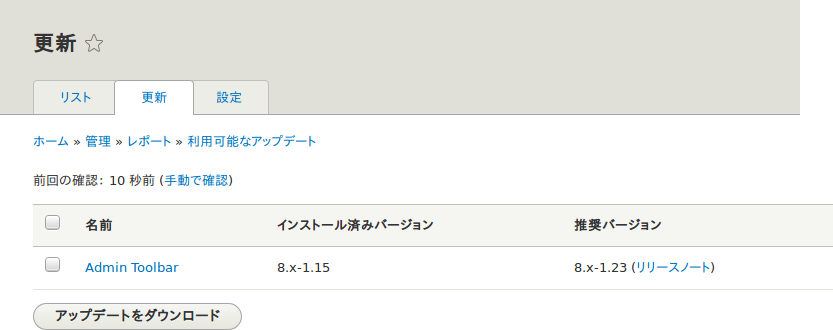 更新
リスト 更新 設定
ホーム » 管理 » レポート » 利用可能なアップデート
前回の確認: 10 秒前 (手動で確認)
名前 インストール済みバージョン 推奨バージョン
Admin Toolbar 8.x-1.15 8.x-1.23 (リリースノート)
アップデートをダウンロード